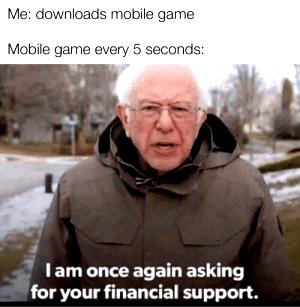 Me: downloads mobile game
Mobile game every 5 seconds:
I am once again asking
for your financial support.